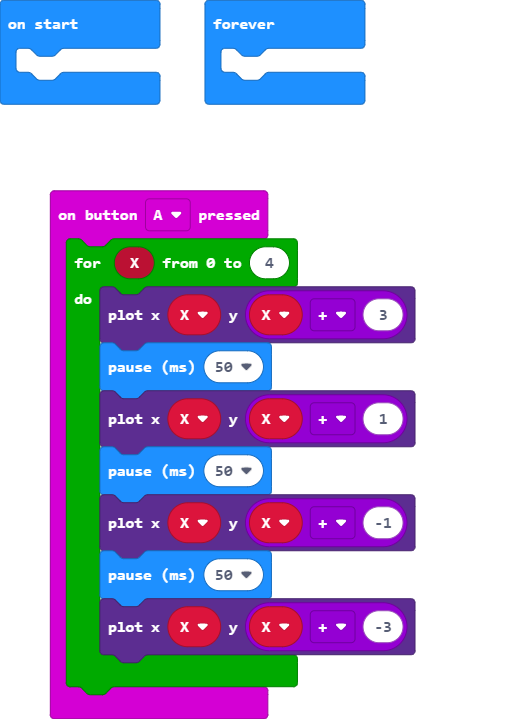 on start
forever
on button A pressed
for X from 0 to 4
do
plot x X y X + 3
pause (ms) 50
plot x X y X + 1
pause (ms) 50
plot x X y X + -1
pause (ms) 50
plot x X y X + -3